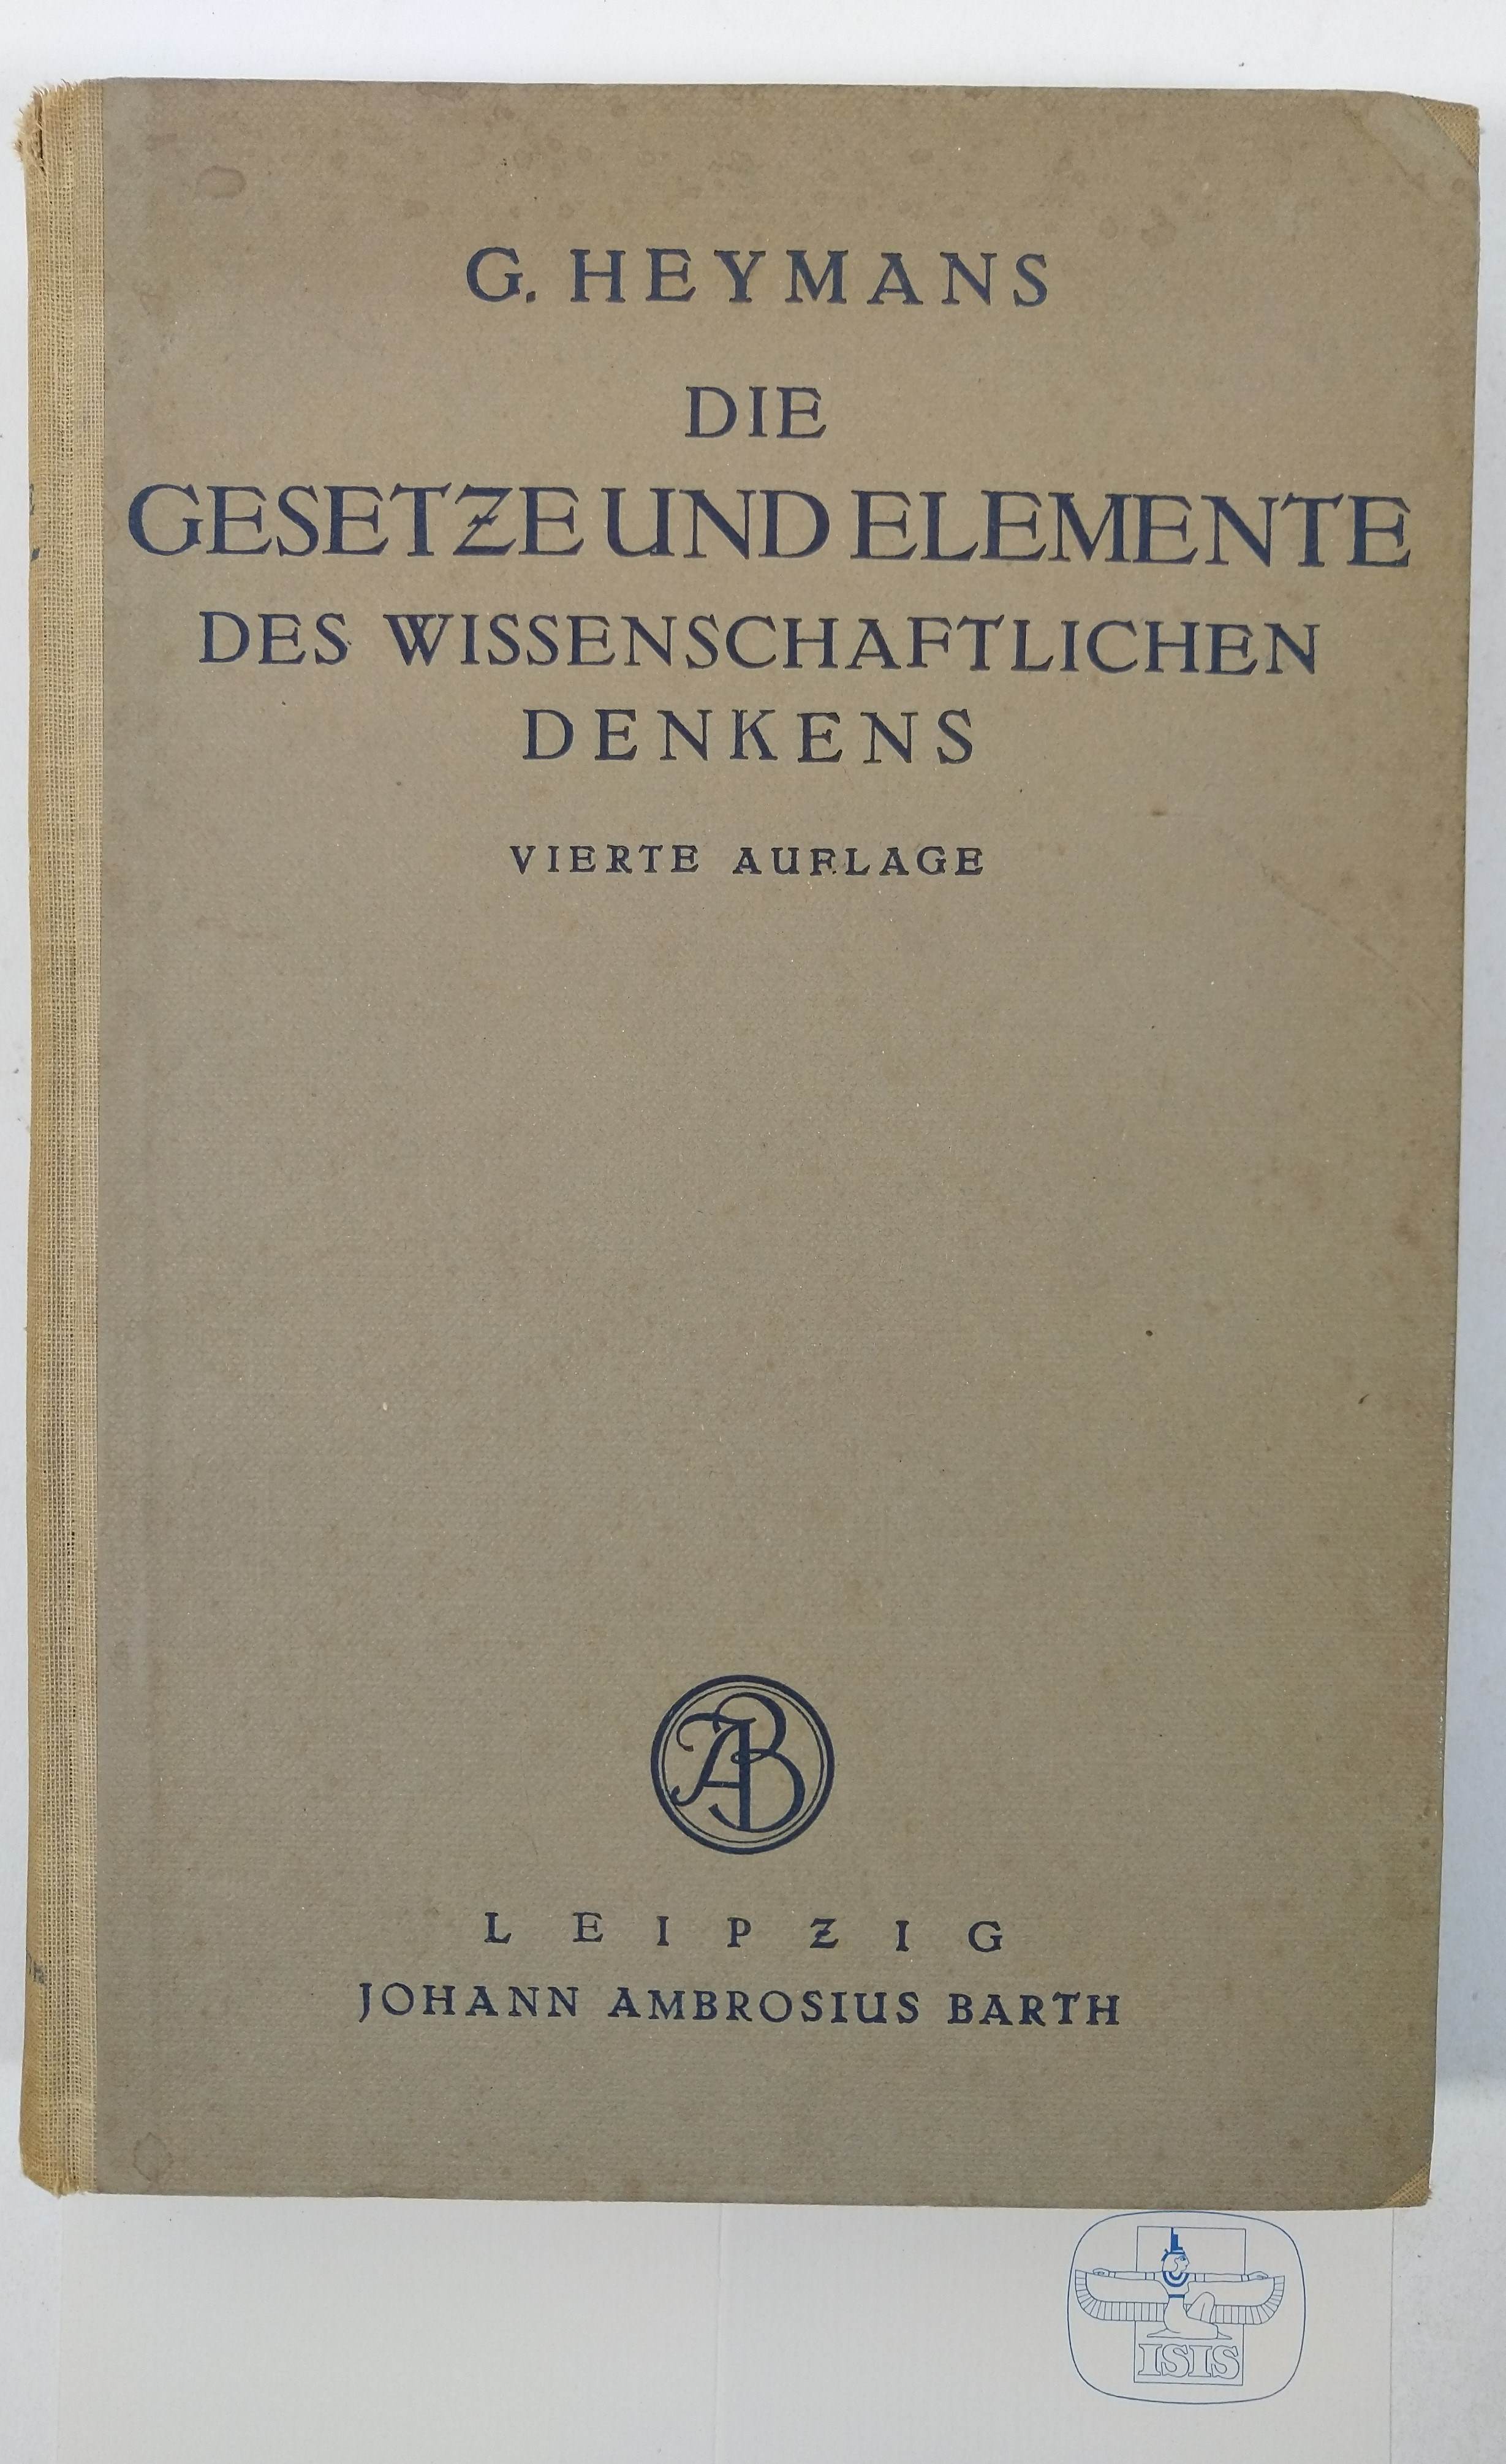 G. HEYMANS
DIE
GESETZE UND ELEMENTE
DES WISSENSCHAFTLICHEN
DENKENS
VIERTE AUFLAGE
AB
LEIPZIG
JOHANN AMBROSIUS BARTH
ISIS